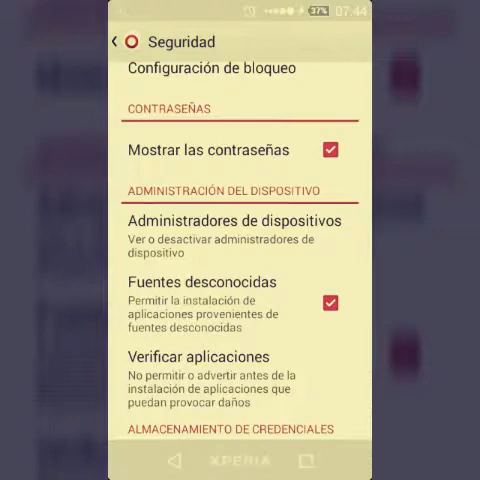 37% 07:44
Seguridad
Configuración de bloqueo
CONTRASEÑAS
Mostrar las contraseñas
ADMINISTRACIÓN DEL DISPOSITIVO
Administradores de dispositivos
Ver o desactivar administradores de
dispositivo
Fuentes desconocidas
Permitir la instalación de
aplicaciones provenientes de
fuentes desconocidas
Verificar aplicaciones
No permitir o advertir antes de la
instalación de aplicaciones que
puedan provocar daños
ALMACENAMIENTO DE CREDENCIALES
XPERIA